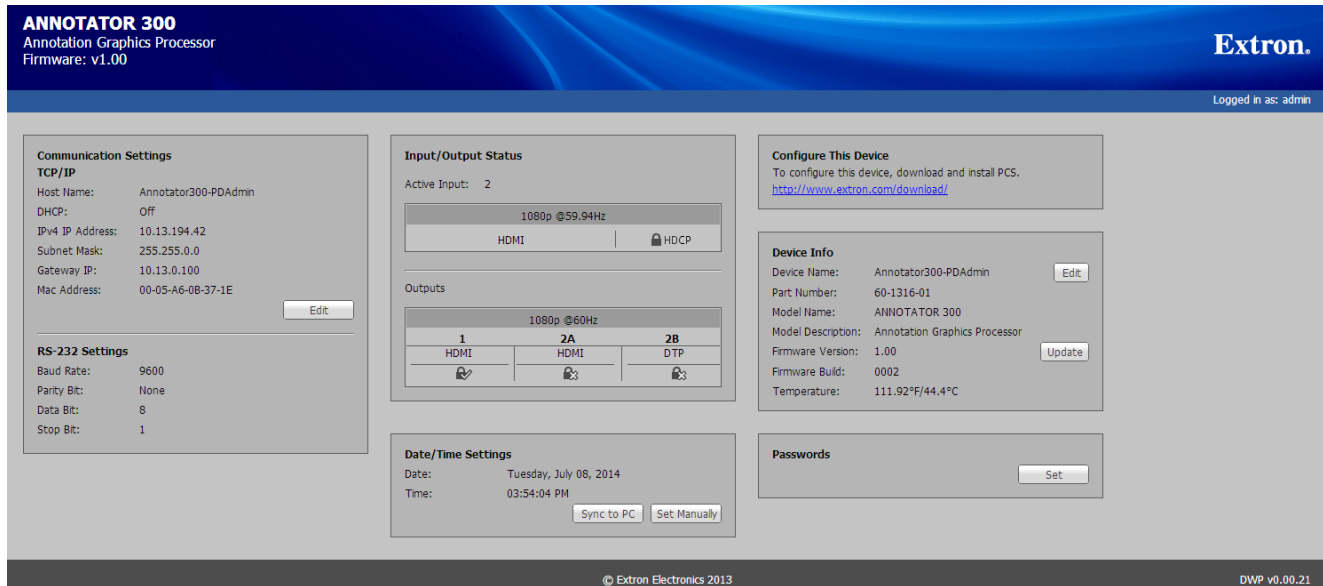 ANNOTATOR 300
Annotation Graphics Processor
Firmware: v1.00
Extron.
Logged in as: admin
Communication Settings
TCP/IP
Host Name: Annotator300-PDAdmin
DHCP: Off
IPv4 IP Address: 10.13.194.42
Subnet Mask: 255.255.0.0
Gateway IP: 10.13.0.100
Mac Address: 00-05-A6-0B-37-1E
Edit
RS-232 Settings
Baud Rate: 9600
Parity Bit: None
Data Bit: 8
Stop Bit: 1
Input/Output Status
Active Input: 2
1080p @59.94Hz
HDMI HDCP
Outputs
1080p @60Hz
1 2A 2B
HDMI HDMI DTP
Date/Time Settings
Date: Tuesday, July 08, 2014
Time: 03:54:04 PM
Sync to PC Set Manually
Configure This Device
To configure this device, download and install PCS.
http://www.extron.com/download/
Device Info
Device Name: Annotator300-PDAdmin Edit
Part Number: 60-1316-01
Model Name: ANNOTATOR 300
Model Description: Annotation Graphics Processor
Firmware Version: 1.00 Update
Firmware Build: 0002
Temperature: 111.92°F/44.4°C
Passwords
Set
© Extron Electronics 2013
DWP v0.00.21